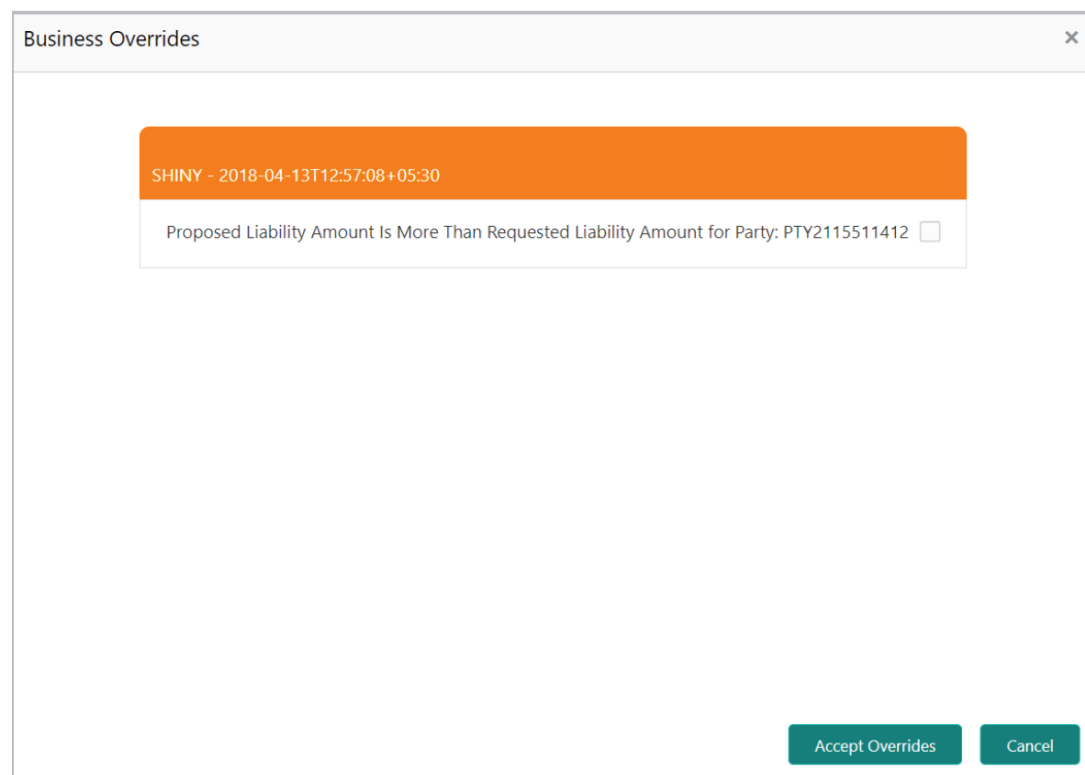 Business Overrides
×
SHINY - 2018-04-13T12:57:08+05:30
Proposed Liability Amount Is More Than Requested Liability Amount for Party: PTY2115511412
Accept Overrides
Cancel